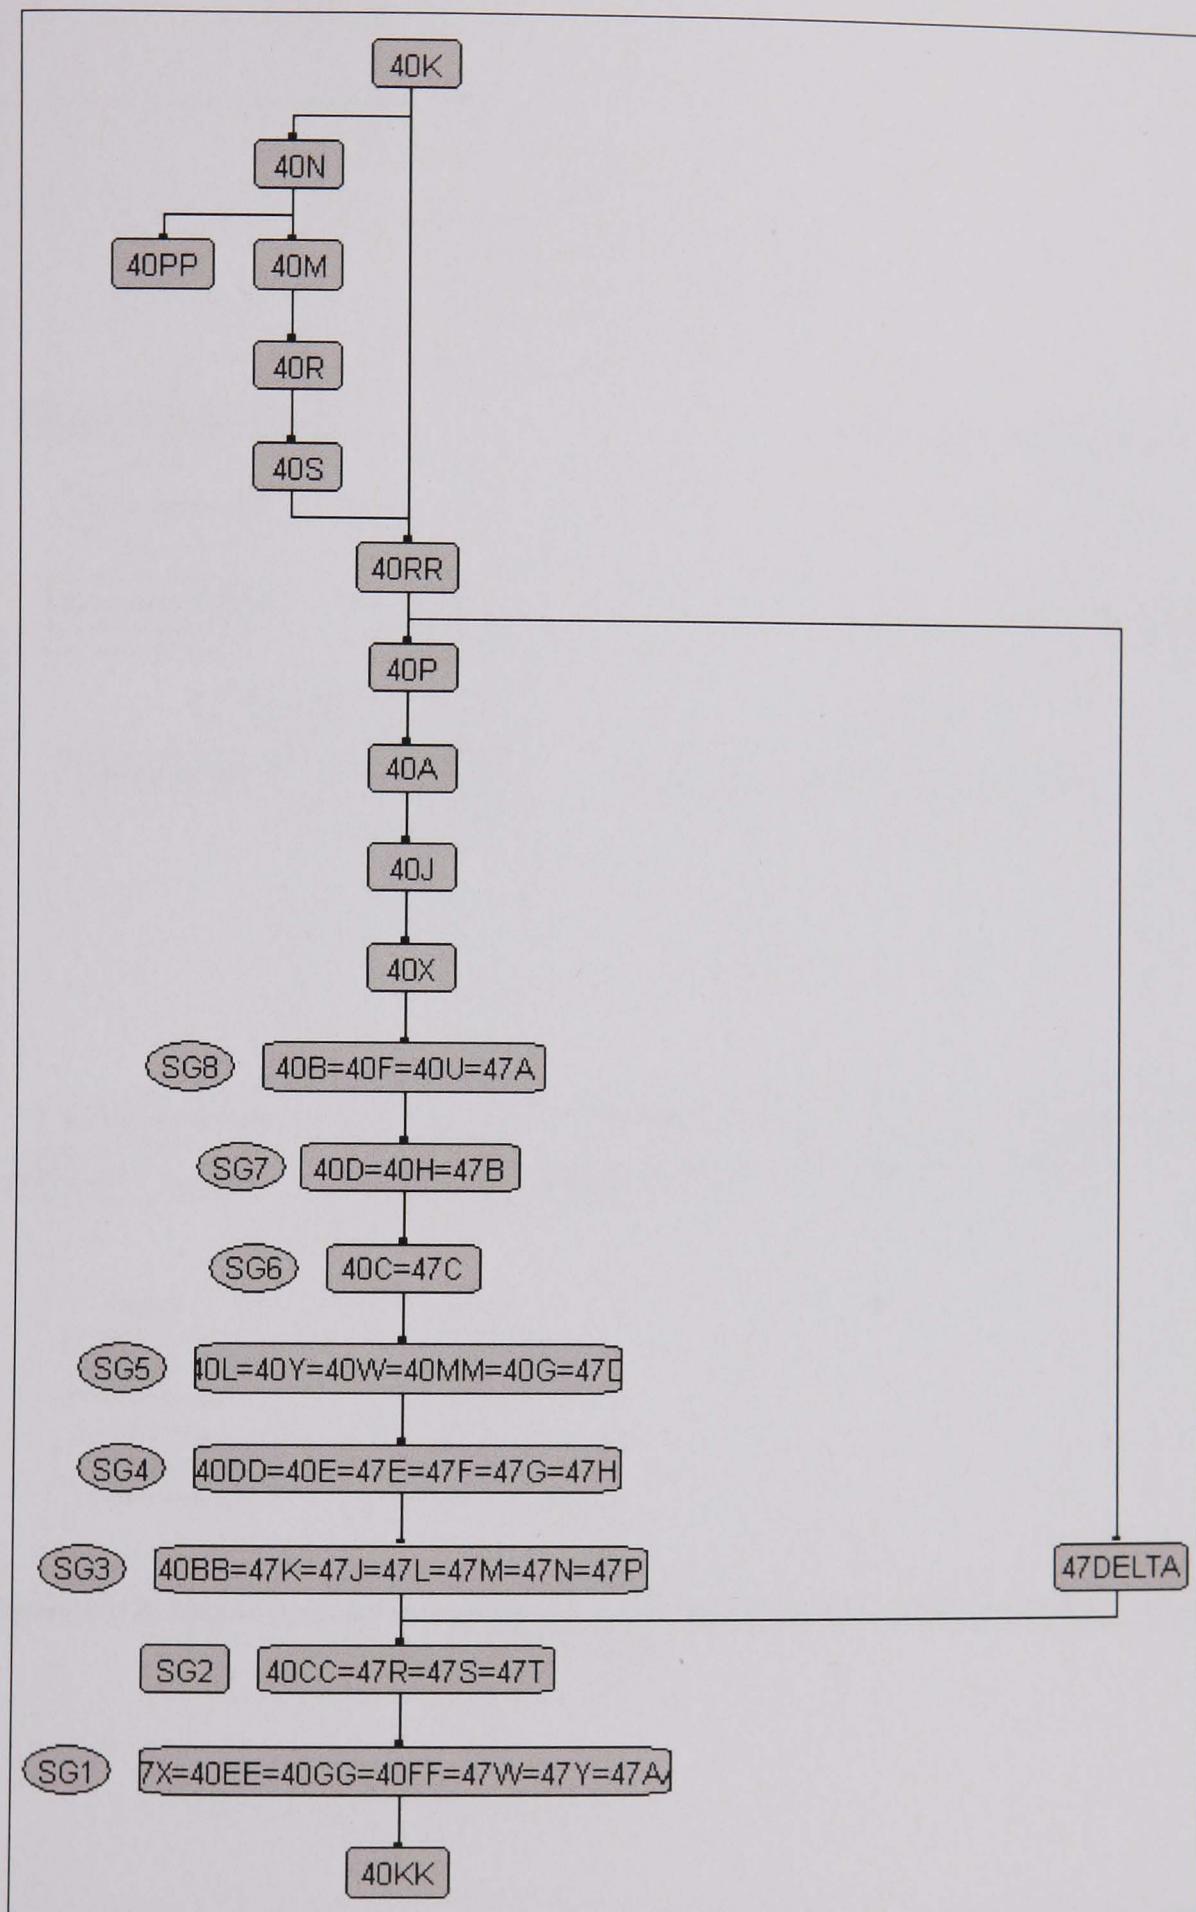 40K
40N
40PP 40M
40R
40S
40RR
40P
40A
40J
40X
SG8 40B=40F=40U=47A
SG7 40D=40H=47B
SG6 40C=47C
SG5 40L=40Y=40W=40MM=40G=47D
SG4 40DD=40E=47E=47F=47G=47H
SG3 40BB=47K=47J=47L=47M=47N=47P 47DELTA
SG2 40CC=47R=47S=47T
SG1 7X=40EE=40GG=40FF=47W=47Y=47AA
40KK